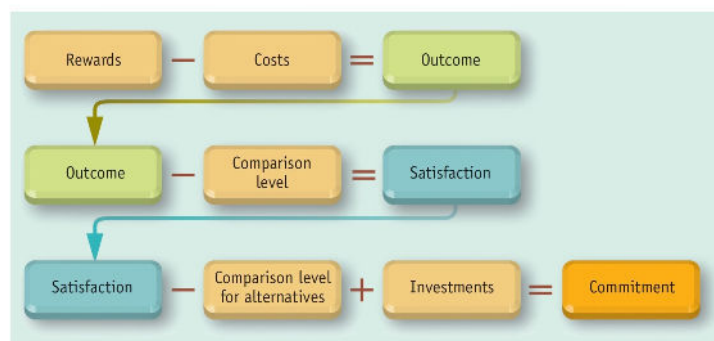 Rewards − Costs = Outcome
Outcome − Comparison level = Satisfaction
Satisfaction − Comparison level for alternatives + Investments = Commitment